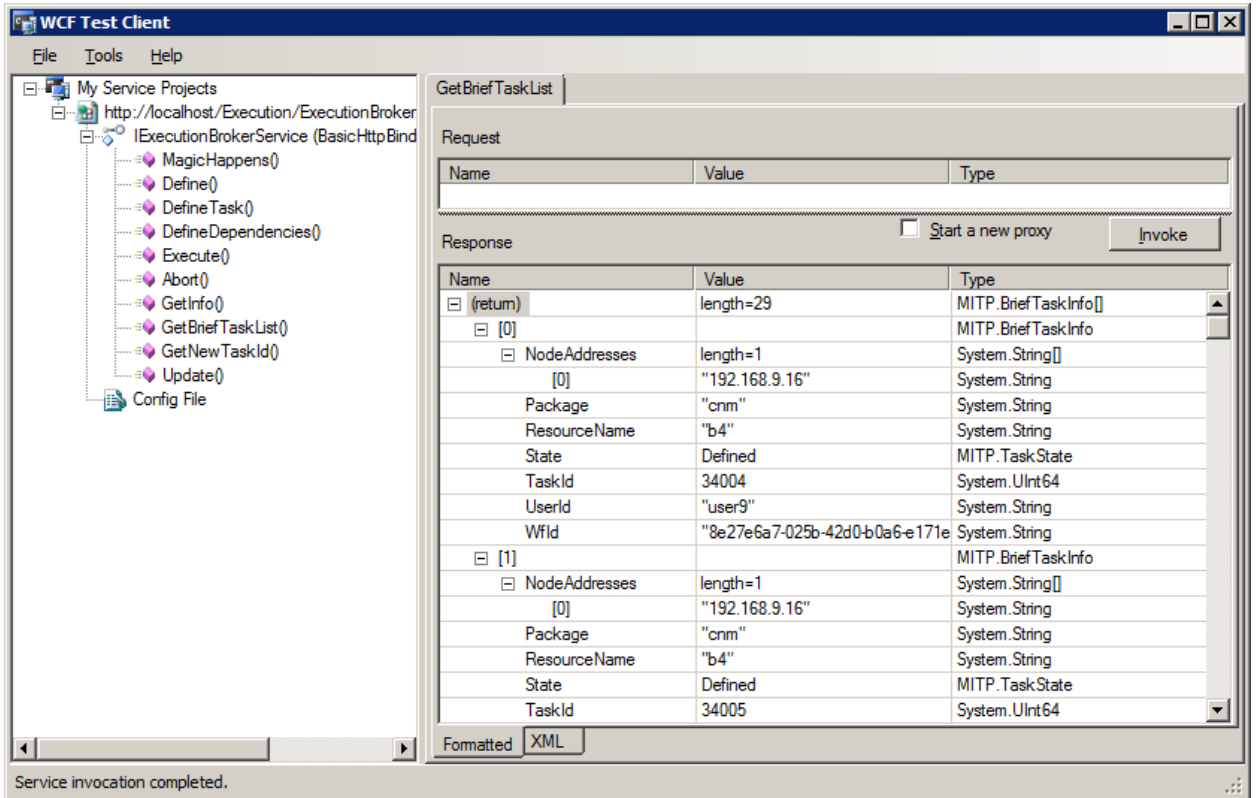 WCF Test Client
File Tools Help
My Service Projects
http://localhost/Execution/ExecutionBroker
IExecutionBrokerService (BasicHttpBind
MagicHappens()
Define()
DefineTask()
DefineDependencies()
Execute()
Abort()
GetInfo()
GetBriefTaskList()
GetNewTaskId()
Update()
Config File
GetBriefTaskList
Request
Name Value Type
Response Start a new proxy Invoke
Name Value Type
(return) length=29 MITP.BriefTaskInfo[]
[0] MITP.BriefTaskInfo
NodeAddresses length=1 System.String[]
[0] "192.168.9.16" System.String
Package "cnm" System.String
ResourceName "b4" System.String
State Defined MITP.TaskState
TaskId 34004 System.UInt64
UserId "user9" System.String
WfId "8e27e6a7-025b-42d0-b0a6-e171e System.String
[1] MITP.BriefTaskInfo
NodeAddresses length=1 System.String[]
[0] "192.168.9.16" System.String
Package "cnm" System.String
ResourceName "b4" System.String
State Defined MITP.TaskState
TaskId 34005 System.UInt64
Formatted XML
Service invocation completed.